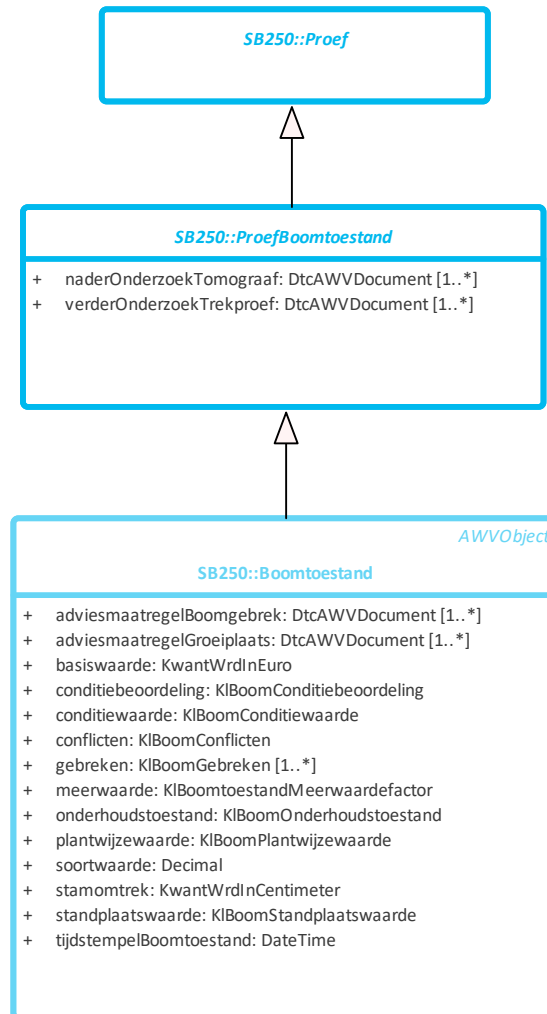 SB250::Proef
SB250::ProefBoomtoestand
+ naderOnderzoekTomograaf: DtcAWVDocument [1..*]
+ verderOnderzoekTrekproef: DtcAWVDocument [1..*]
AWVObject
SB250::Boomtoestand
+ adviesmaatregelBoomgebrek: DtcAWVDocument [1..*]
+ adviesmaatregelGroeiplaats: DtcAWVDocument [1..*]
+ basiswaarde: KwantWrdInEuro
+ conditiebeoordeling: KlBoomConditiebeoordeling
+ conditiewaarde: KlBoomConditiewaarde
+ conflicten: KlBoomConflicten
+ gebreken: KlBoomGebreken [1..*]
+ meerwaarde: KlBoomtoestandMeerwaardefactor
+ onderhoudstoestand: KlBoomOnderhoudstoestand
+ plantwijzewaarde: KlBoomPlantwijzewaarde
+ soortwaarde: Decimal
+ stamomtrek: KwantWrdInCentimeter
+ standplaatswaarde: KlBoomStandplaatswaarde
+ tijdstempelBoomtoestand: DateTime